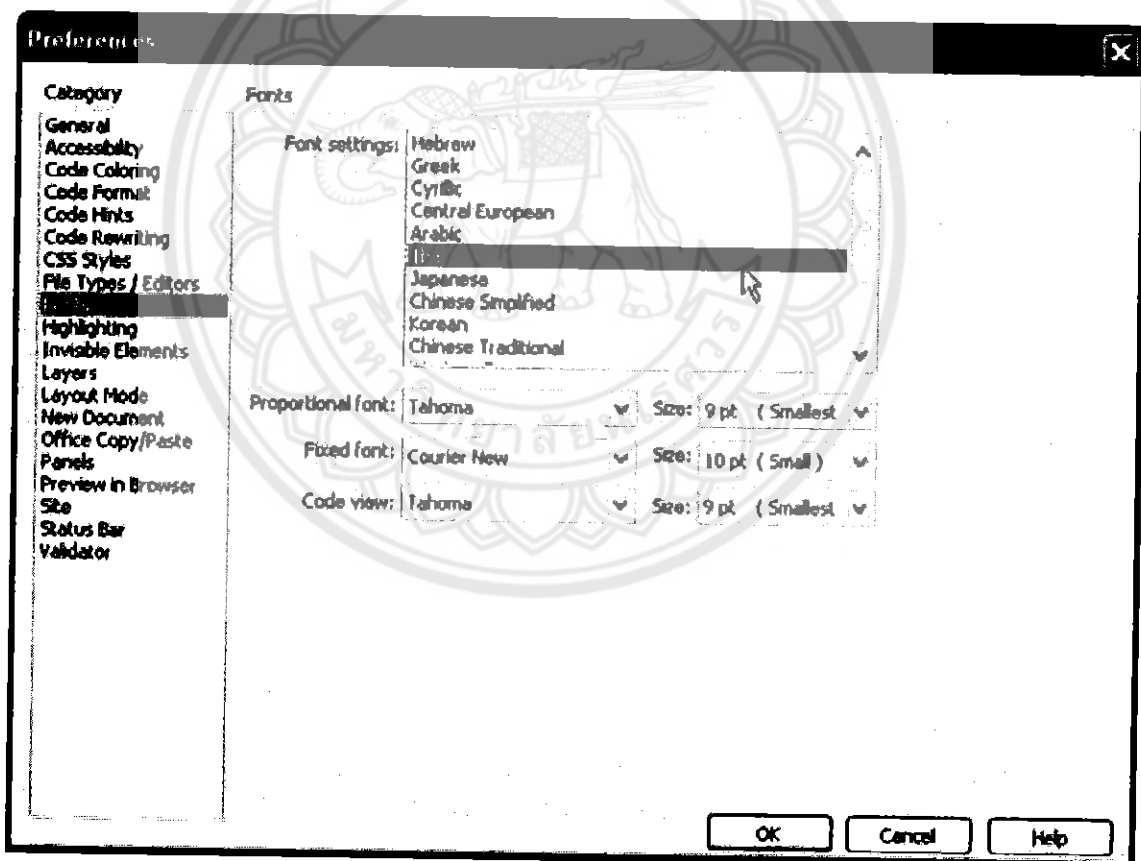 Preferences
Category
General
Accessibility
Code Coloring
Code Format
Code Hints
Code Rewriting
CSS Styles
File Types / Editors
Highlighting
Invisible Elements
Layers
Layout Mode
New Document
Office Copy/Paste
Panels
Preview in Browser
Site
Status Bar
Validator
Fonts
Font settings:
Hebrew
Greek
Cyrillic
Central European
Arabic
Japanese
Chinese Simplified
Korean
Chinese Traditional
Proportional font: Tahoma Size: 9 pt ( Smallest
Fixed font: Courier New Size: 10 pt ( Small )
Code view: Tahoma Size: 9 pt ( Smallest
OK Cancel Help